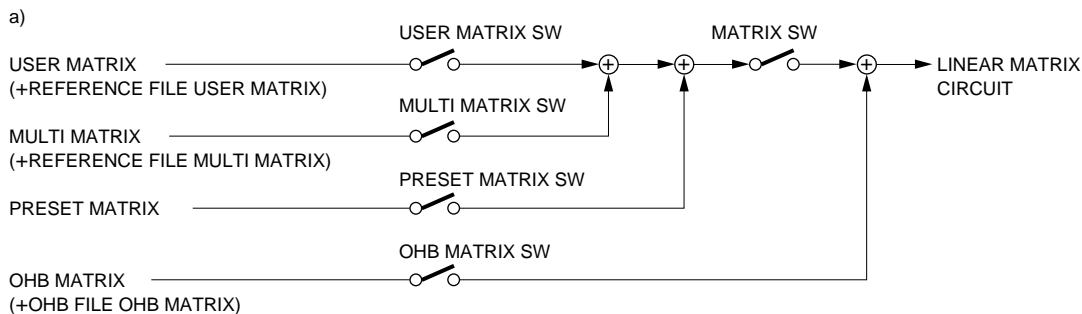 a)
USER MATRIX SW
MATRIX SW
USER MATRIX
(+REFERENCE FILE USER MATRIX)
LINEAR MATRIX
CIRCUIT
MULTI MATRIX SW
MULTI MATRIX
(+REFERENCE FILE MULTI MATRIX)
PRESET MATRIX SW
PRESET MATRIX
OHB MATRIX SW
OHB MATRIX
(+OHB FILE OHB MATRIX)